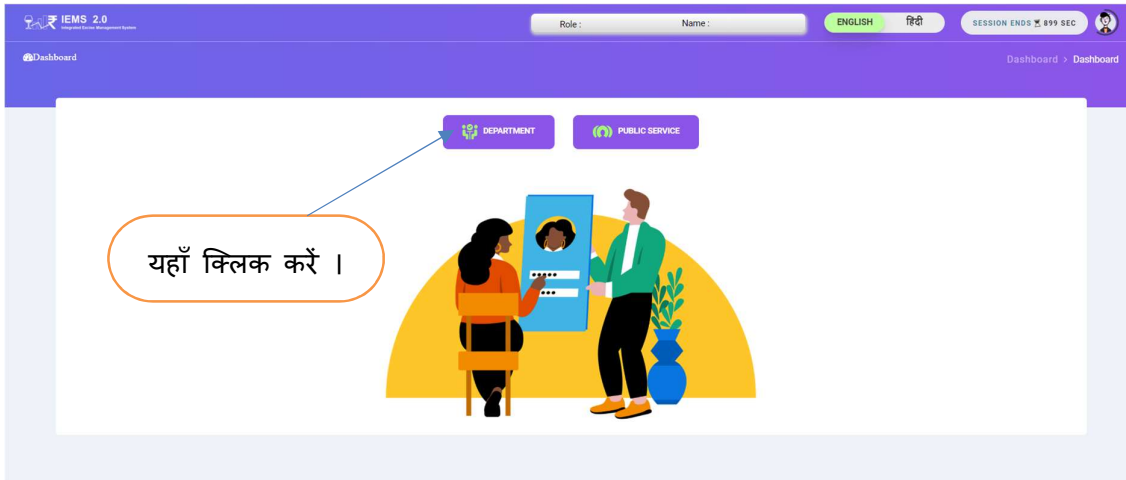 IEMS 2.0
Integrated Excise Management System
Role :
Name :
ENGLISH
हिंदी
SESSION ENDS 899 SEC
Dashboard
Dashboard > Dashboard
DEPARTMENT
PUBLIC SERVICE
यहाँ क्लिक करें ।